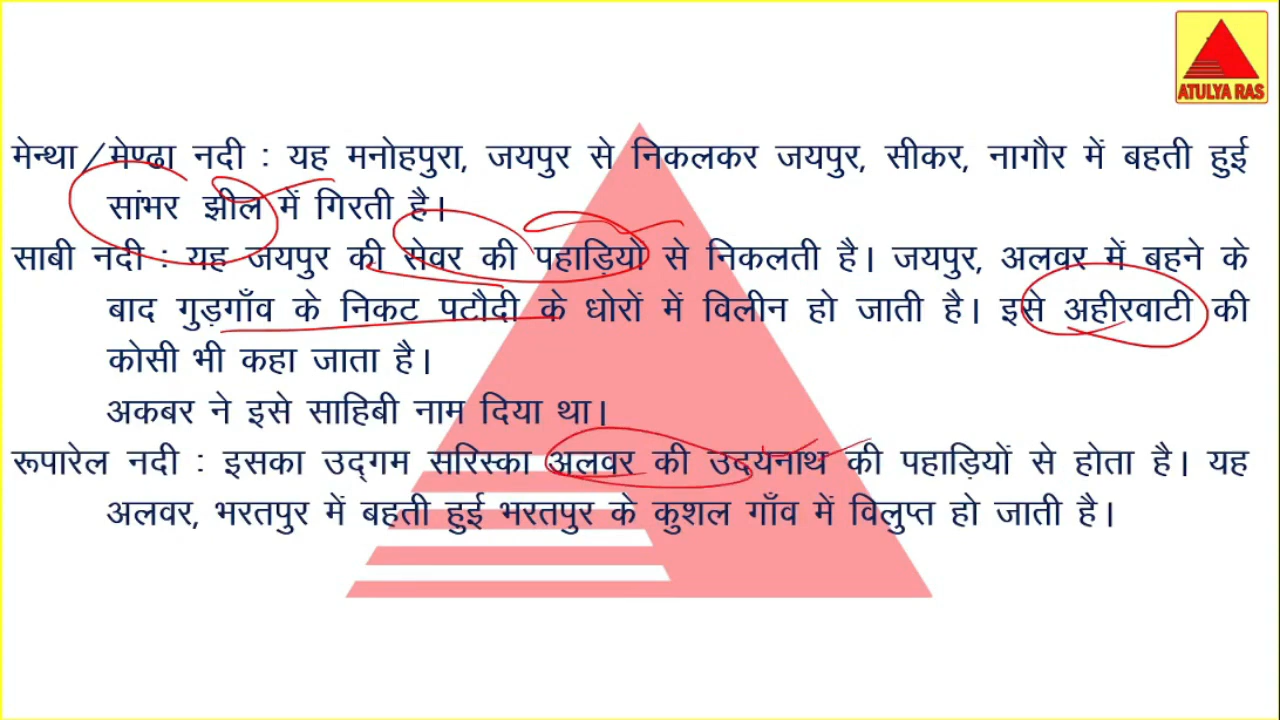 ATULYA RAS
मेन्था/मेण्ढा नदी : यह मनोहपुरा, जयपुर से निकलकर जयपुर, सीकर, नागौर में बहती हुई
सांभर झील में गिरती है।
साबी नदी : यह जयपुर की सेवर की पहाड़ियो से निकलती है। जयपुर, अलवर में बहने के
बाद गुड़गाँव के निकट पटौदी के धोरों में विलीन हो जाती है। इसे अहीरवाटी की
कोसी भी कहा जाता है।
अकबर ने इसे साहिबी नाम दिया था।
रूपारेल नदी : इसका उद्गम सरिस्का अलवर की उदयनाथ की पहाड़ियों से होता है। यह
अलवर, भरतपुर में बहती हुई भरतपुर के कुशल गाँव में विलुप्त हो जाती है।